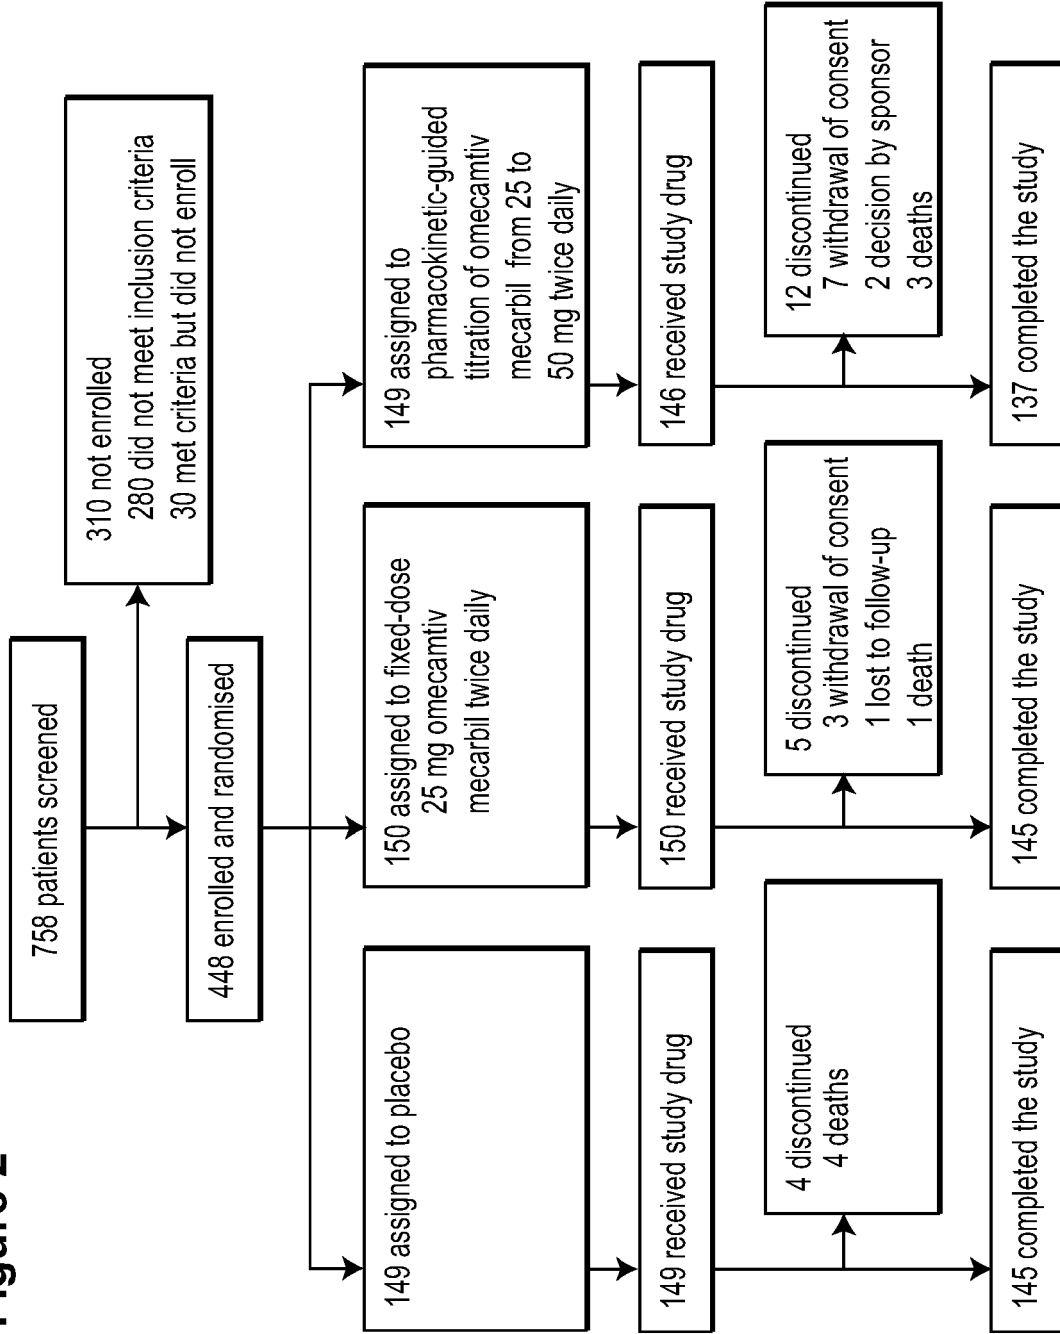 Figure 2
758 patients screened
310 not enrolled
280 did not meet inclusion criteria
30 met criteria but did not enroll
448 enrolled and randomised
149 assigned to placebo
150 assigned to fixed-dose
25 mg omecamtiv
mecarbil twice daily
149 assigned to
pharmacokinetic-guided
titration of omecamtiv
mecarbil from 25 to
50 mg twice daily
149 received study drug
150 received study drug
146 received study drug
4 discontinued
4 deaths
5 discontinued
3 withdrawal of consent
1 lost to follow-up
1 death
12 discontinued
7 withdrawal of consent
2 decision by sponsor
3 deaths
145 completed the study
145 completed the study
137 completed the study